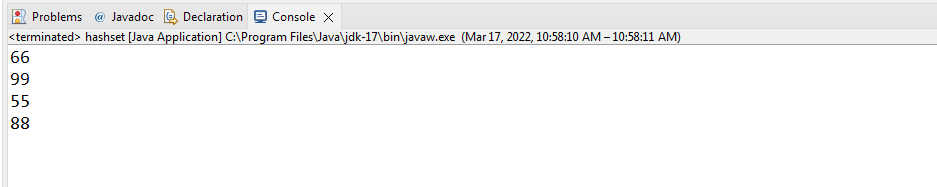 Problems @ Javadoc Declaration Console
<terminated> hashset [Java Application] C:\Program Files\Java\jdk-17\bin\javaw.exe (Mar 17, 2022, 10:58:10 AM – 10:58:11 AM)
66
99
55
88